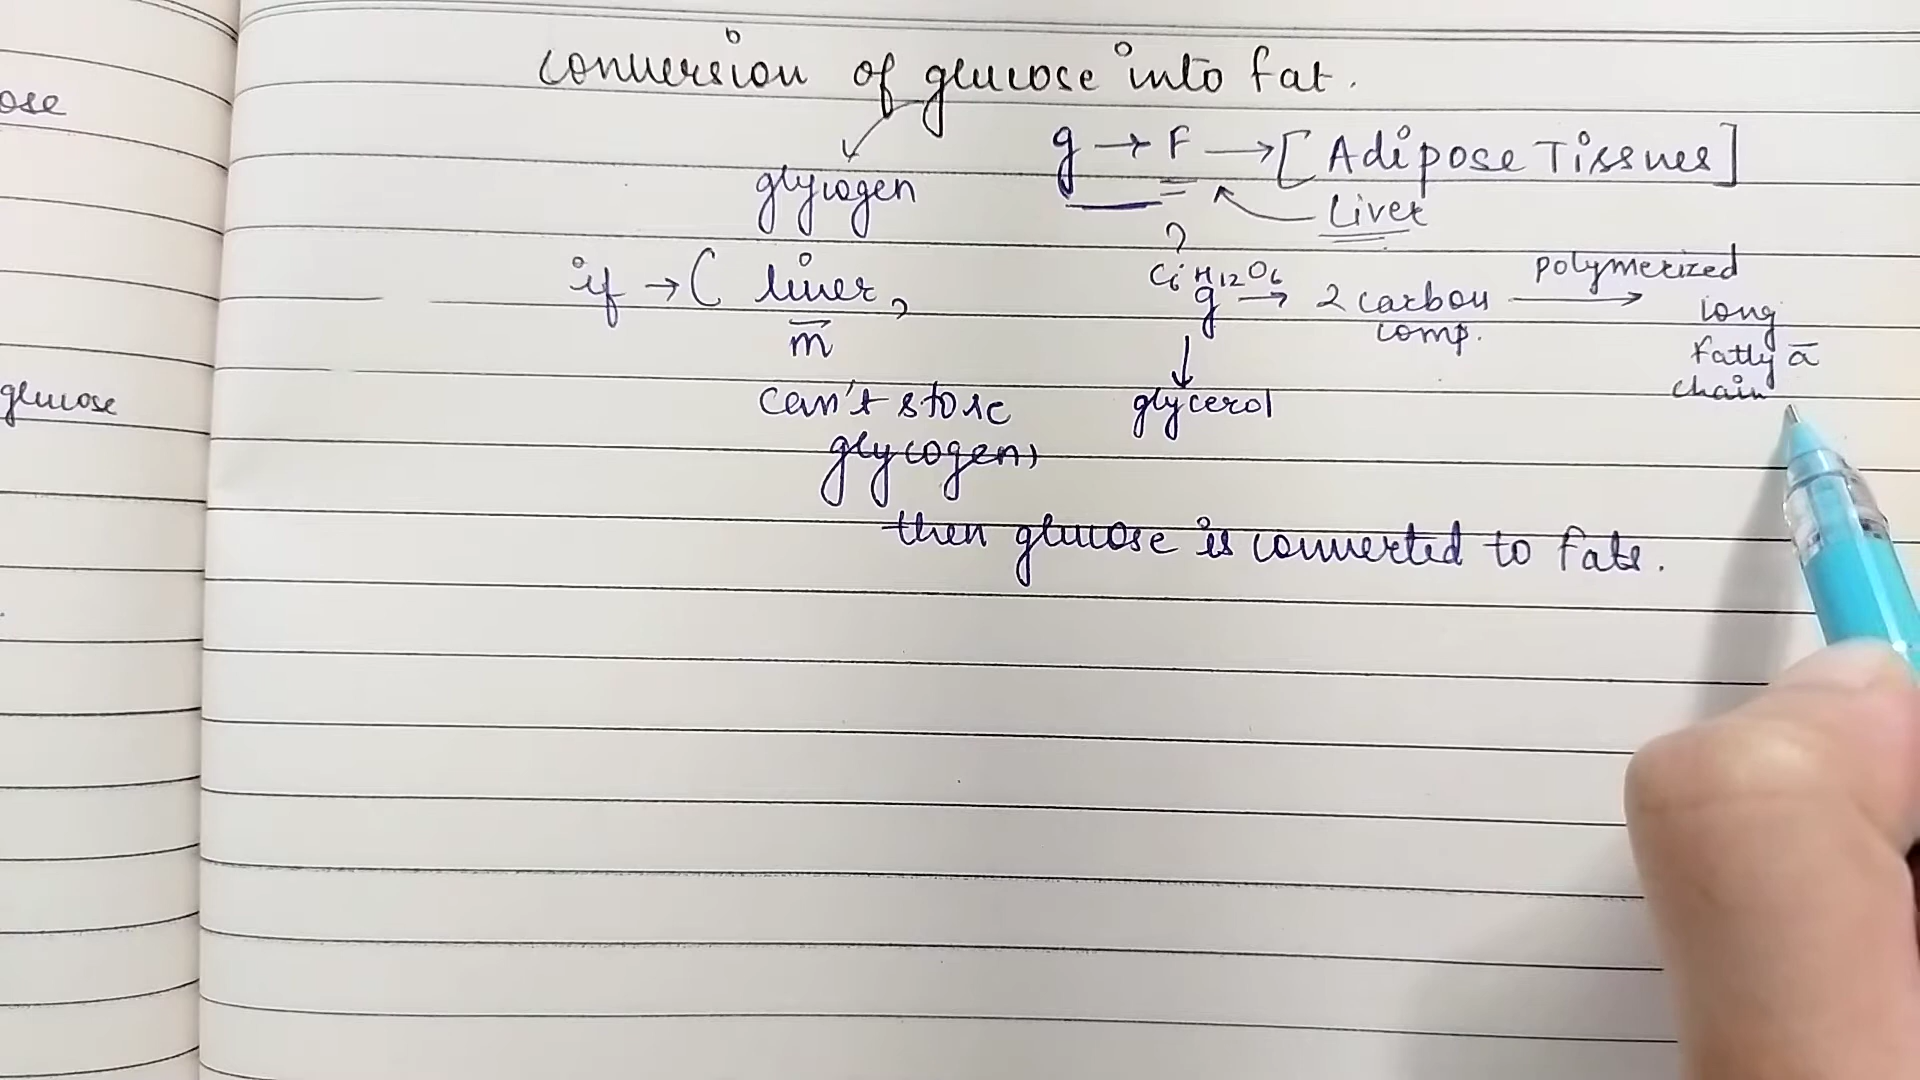 conversion of glucose into fat.
ose
g → F → [Adipose Tissues]
glycogen
Liver
?
if → ( liver,
m̅
C6H12O6
g → 2 carbon comp.
polymerized
long
fatty a̅
chain
glucose
can't store
glycogen)
glycerol
then glucose is converted to fats.